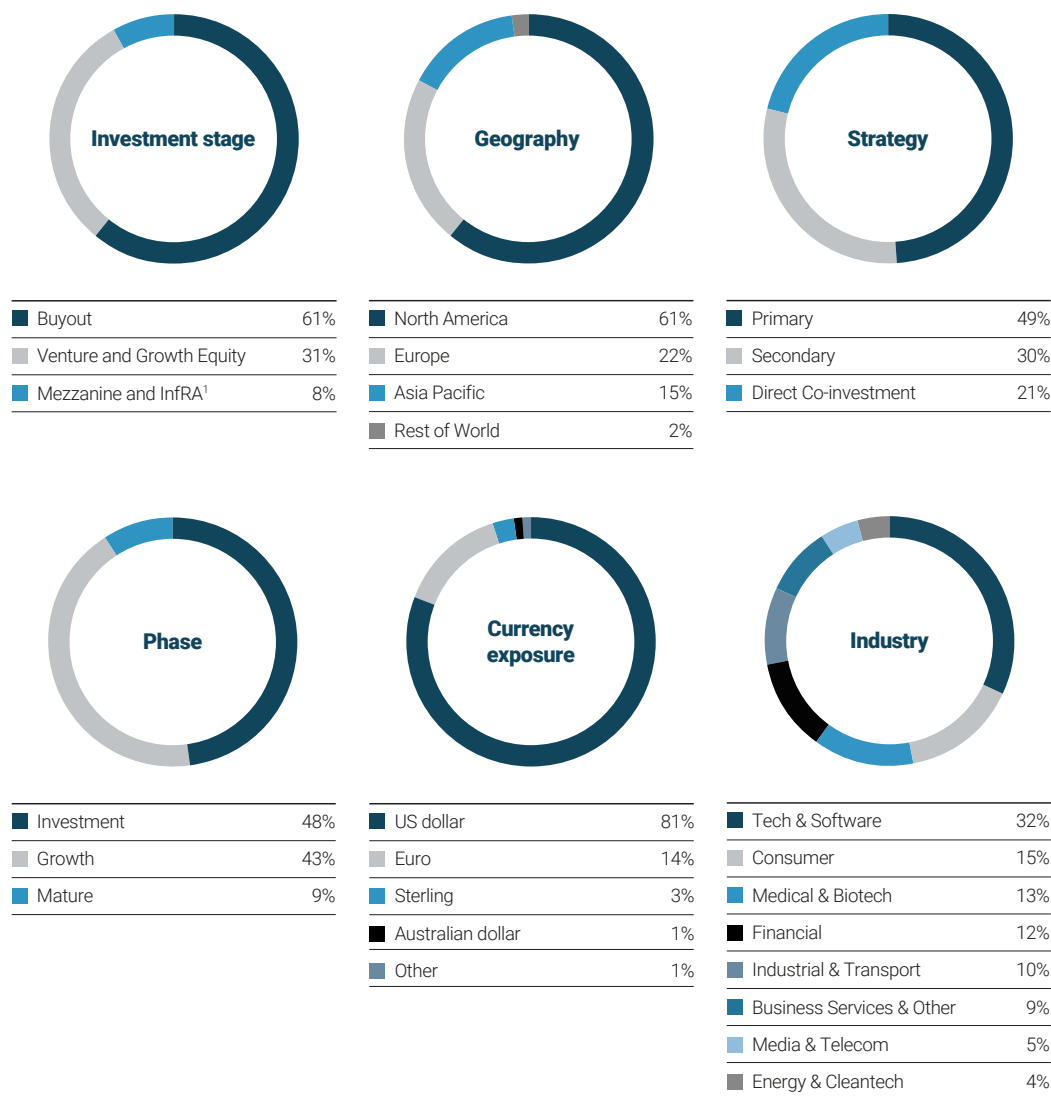 Investment stage
Buyout 61%
Venture and Growth Equity 31%
Mezzanine and InfRA¹ 8%
Geography
North America 61%
Europe 22%
Asia Pacific 15%
Rest of World 2%
Strategy
Primary 49%
Secondary 30%
Direct Co-investment 21%
Phase
Investment 48%
Growth 43%
Mature 9%
Currency
exposure
US dollar 81%
Euro 14%
Sterling 3%
Australian dollar 1%
Other 1%
Industry
Tech & Software 32%
Consumer 15%
Medical & Biotech 13%
Financial 12%
Industrial & Transport 10%
Business Services & Other 9%
Media & Telecom 5%
Energy & Cleantech 4%